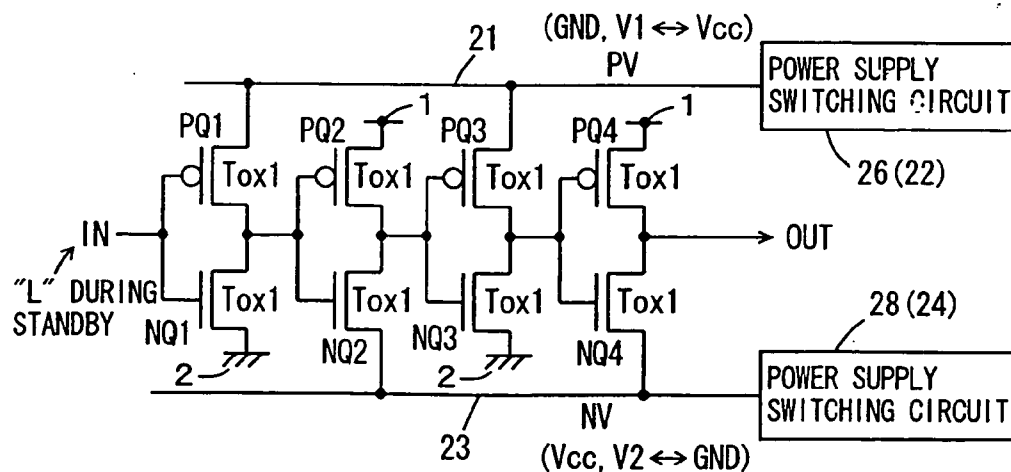 (GND, V1 ↔ Vcc)
21
PV
POWER SUPPLY
SWITCHING CIRCUIT
1
1
PQ1
PQ2
PQ3
PQ4
26(22)
Tox1
Tox1
Tox1
Tox1
IN
OUT
"L" DURING
STANDBY
Tox1
Tox1
Tox1
Tox1
28(24)
NQ1
NQ2
NQ3
NQ4
2
2
POWER SUPPLY
SWITCHING CIRCUIT
23
NV
(Vcc, V2 ↔ GND)